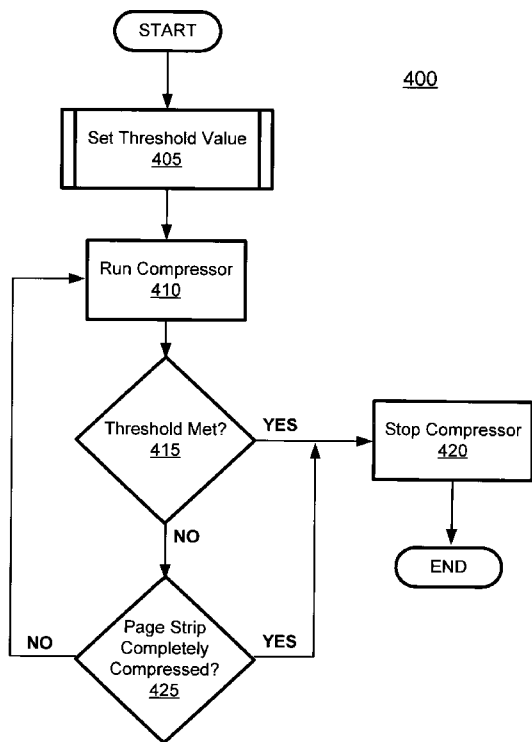 START
400
Set Threshold Value
405
Run Compressor
410
Threshold Met?
415
YES
Stop Compressor
420
NO
END
Page Strip
Completely
Compressed?
425
NO
YES